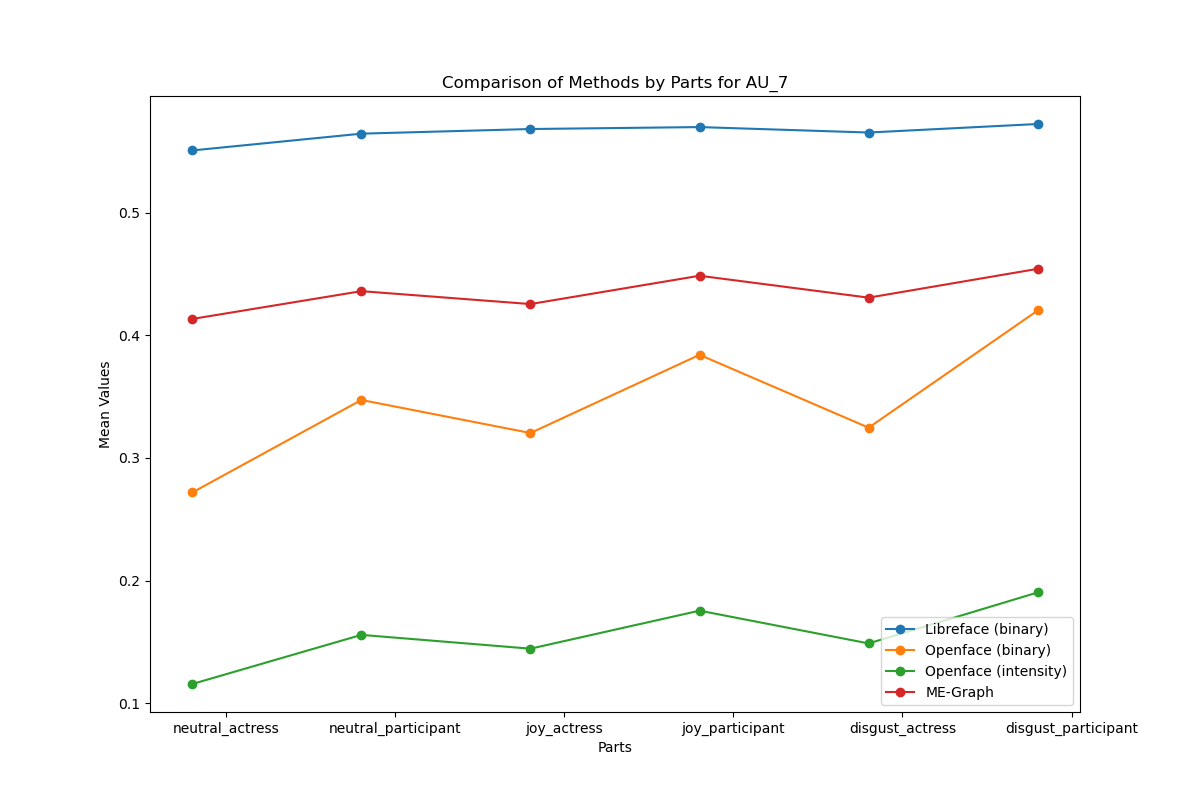 Comparison of Methods by Parts for AU_7
Mean Values
0.5
0.4
0.3
0.2
0.1
Libreface (binary)
Openface (binary)
Openface (intensity)
ME-Graph
neutral_actress
neutral_participant
joy_actress
joy_participant
disgust_actress
disgust_participant
Parts